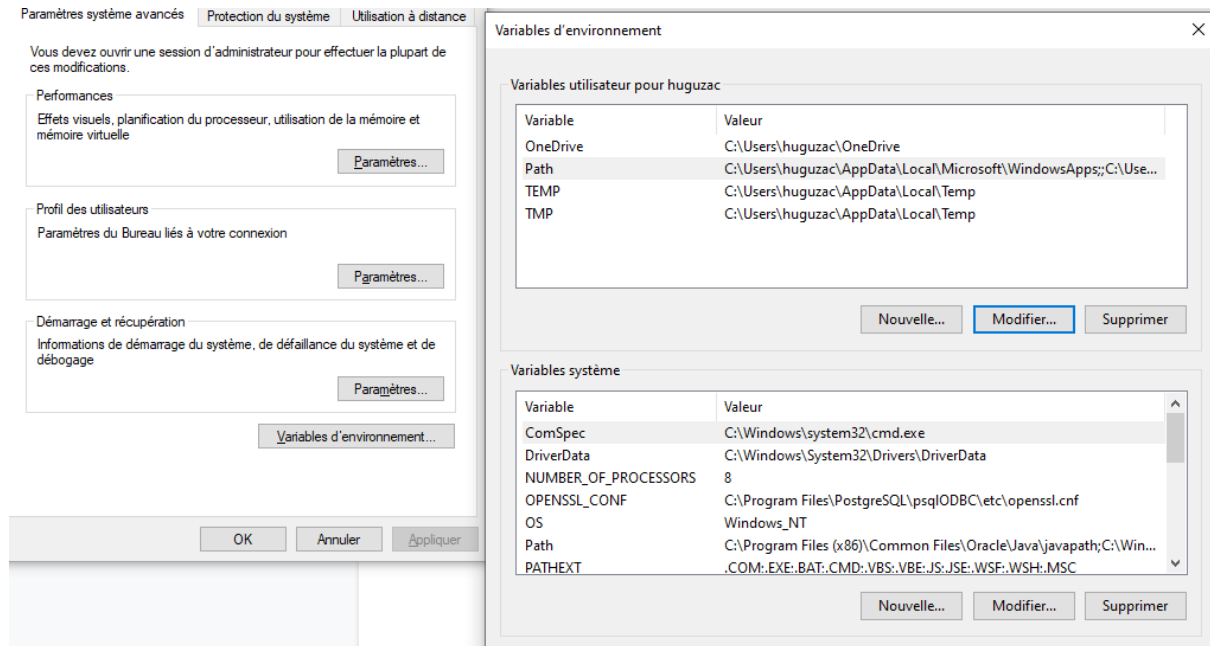 Paramètres système avancés Protection du système Utilisation à distance
Vous devez ouvrir une session d'administrateur pour effectuer la plupart de
ces modifications.
Performances
Effets visuels, planification du processeur, utilisation de la mémoire et
mémoire virtuelle
Paramètres...
Profil des utilisateurs
Paramètres du Bureau liés à votre connexion
Paramètres...
Démarrage et récupération
Informations de démarrage du système, de défaillance du système et de
débogage
Paramètres...
Variables d'environnement...
OK Annuler Appliquer
Variables d'environnement
Variables utilisateur pour huguzac
Variable Valeur
OneDrive C:\Users\huguzac\OneDrive
Path C:\Users\huguzac\AppData\Local\Microsoft\WindowsApps;;C:\Use...
TEMP C:\Users\huguzac\AppData\Local\Temp
TMP C:\Users\huguzac\AppData\Local\Temp
Nouvelle... Modifier... Supprimer
Variables système
Variable Valeur
ComSpec C:\Windows\system32\cmd.exe
DriverData C:\Windows\System32\Drivers\DriverData
NUMBER_OF_PROCESSORS 8
OPENSSL_CONF C:\Program Files\PostgreSQL\psqlODBC\etc\openssl.cnf
OS Windows_NT
Path C:\Program Files (x86)\Common Files\Oracle\Java\javapath;C:\Win...
PATHEXT .COM;.EXE;.BAT;.CMD;.VBS;.VBE;.JS;.JSE;.WSF;.WSH;.MSC
Nouvelle... Modifier... Supprimer